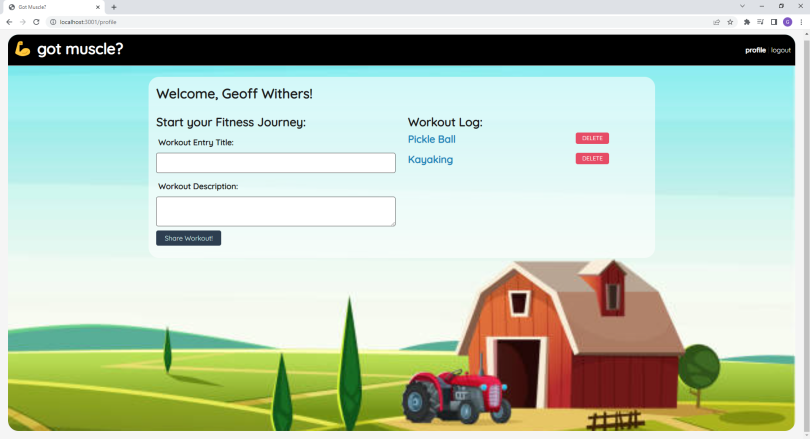 Got Muscle?
localhost:3001/profile
G
got muscle?
profile logout
Welcome, Geoff Withers!
Start your Fitness Journey:
Workout Entry Title:
Workout Description:
Share Workout!
Workout Log:
Pickle Ball DELETE
Kayaking DELETE